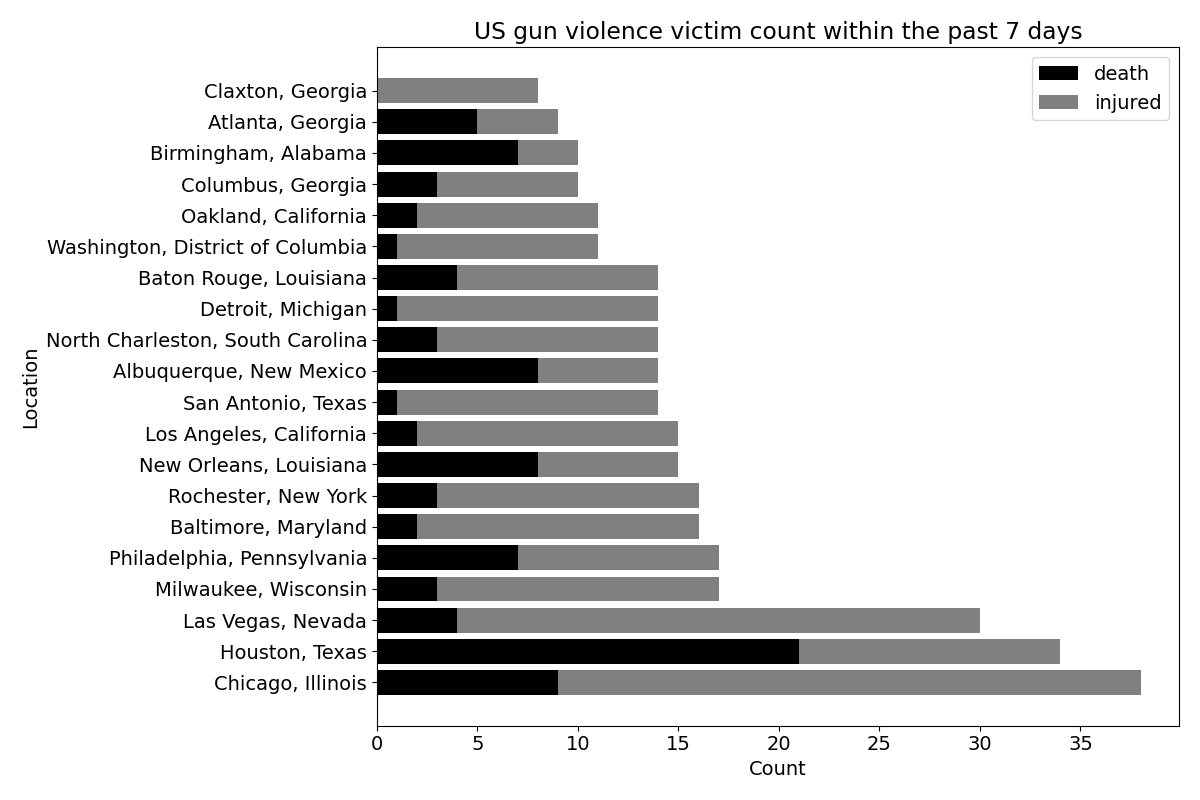 US gun violence victim count within the past 7 days
death
injured
Claxton, Georgia
Atlanta, Georgia
Birmingham, Alabama
Columbus, Georgia
Oakland, California
Washington, District of Columbia
Baton Rouge, Louisiana
Detroit, Michigan
North Charleston, South Carolina
Albuquerque, New Mexico
San Antonio, Texas
Los Angeles, California
New Orleans, Louisiana
Rochester, New York
Baltimore, Maryland
Philadelphia, Pennsylvania
Milwaukee, Wisconsin
Las Vegas, Nevada
Houston, Texas
Chicago, Illinois
Location
0 5 10 15 20 25 30 35
Count